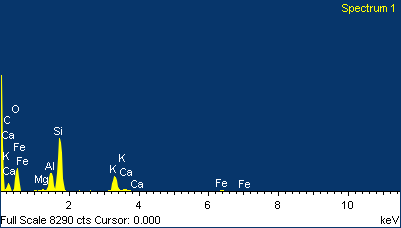 Spectrum 1
O
C
Ca
Si
Fe
K
Fe
K
Al
Ca
K
Ca
Mg
Ca
Fe
Fe
2 4 6 8 10
Full Scale 8290 cts Cursor: 0.000 keV